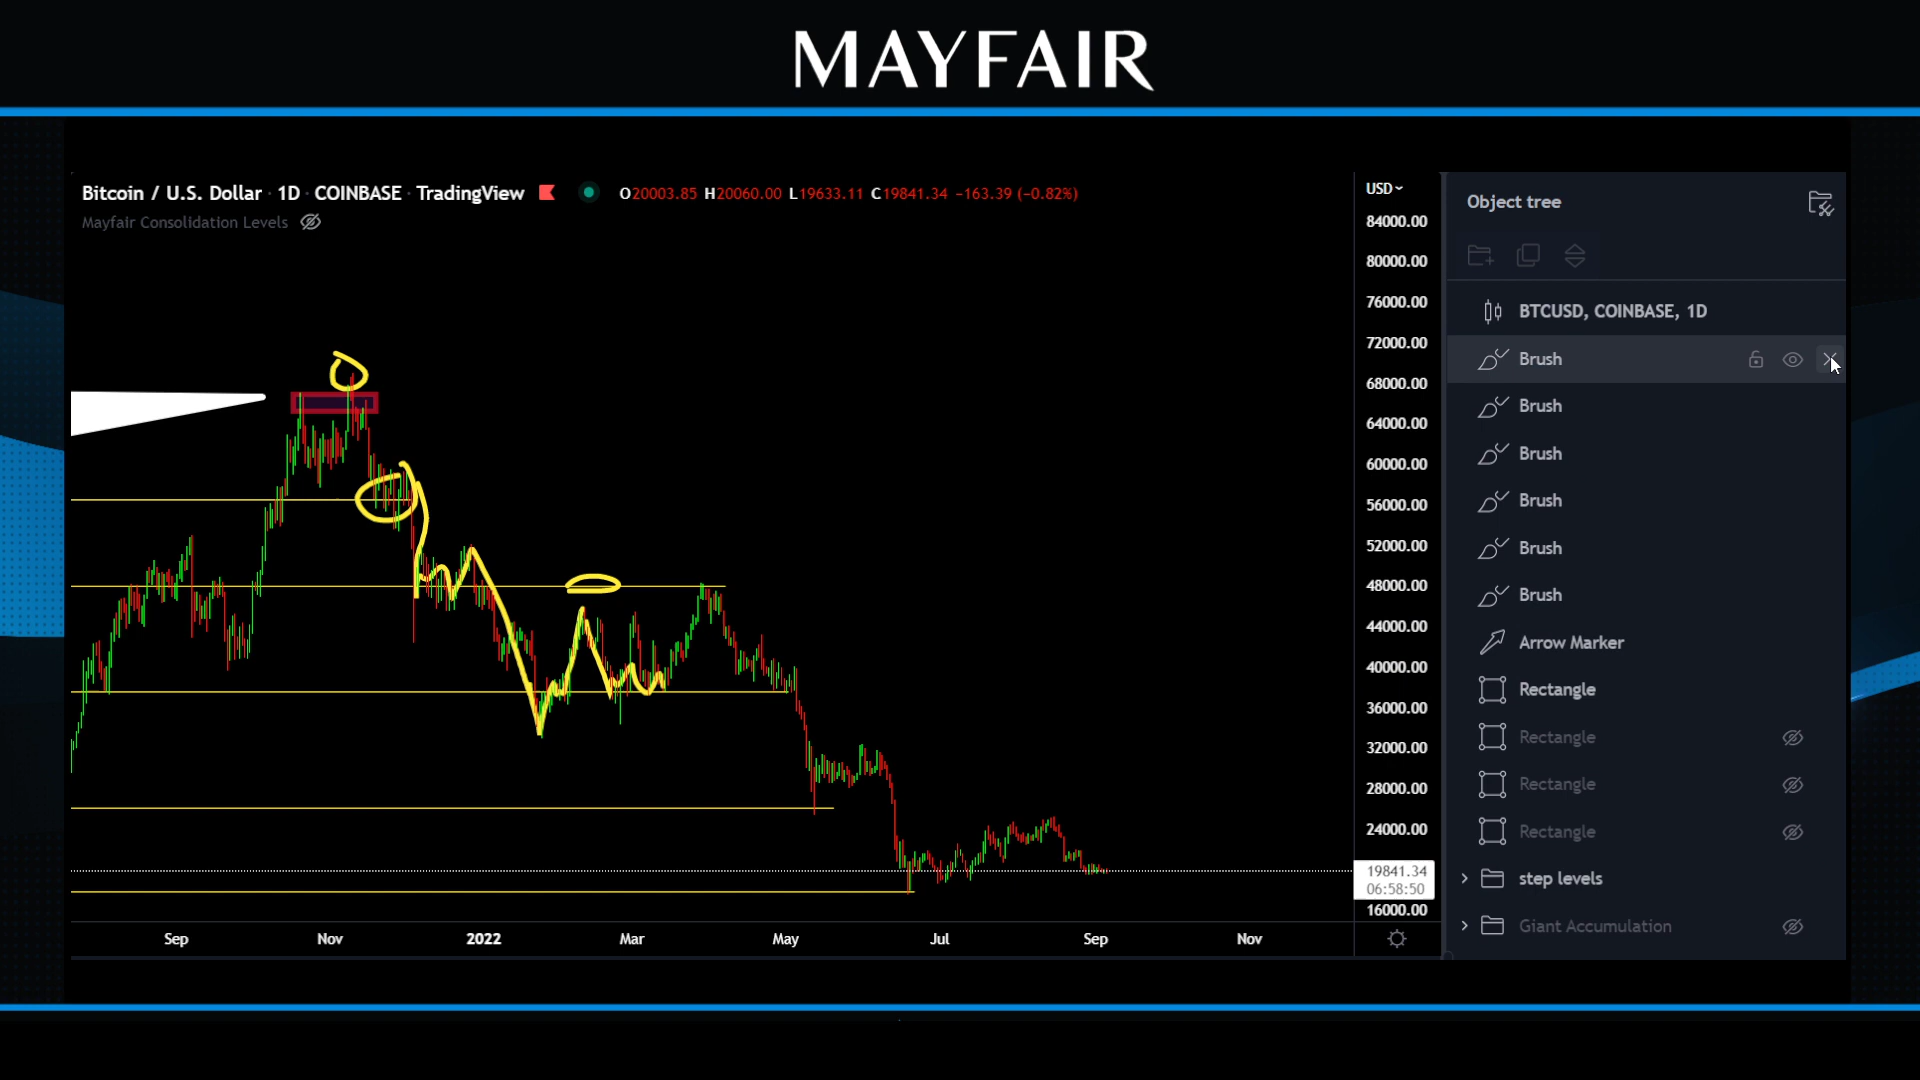 MAYFAIR
Bitcoin / U.S. Dollar · 1D · COINBASE · TradingView O20003.85 H20060.00 L19633.11 C19841.34 −163.39 (−0.82%)
Mayfair Consolidation Levels
USD
84000.00
80000.00
76000.00
72000.00
68000.00
64000.00
60000.00
56000.00
52000.00
48000.00
44000.00
40000.00
36000.00
32000.00
28000.00
24000.00
19841.34
06:58:50
16000.00
Sep Nov 2022 Mar May Jul Sep Nov
Object tree
BTCUSD, COINBASE, 1D
Brush
Brush
Brush
Brush
Brush
Brush
Arrow Marker
Rectangle
Rectangle
Rectangle
Rectangle
step levels
Giant Accumulation